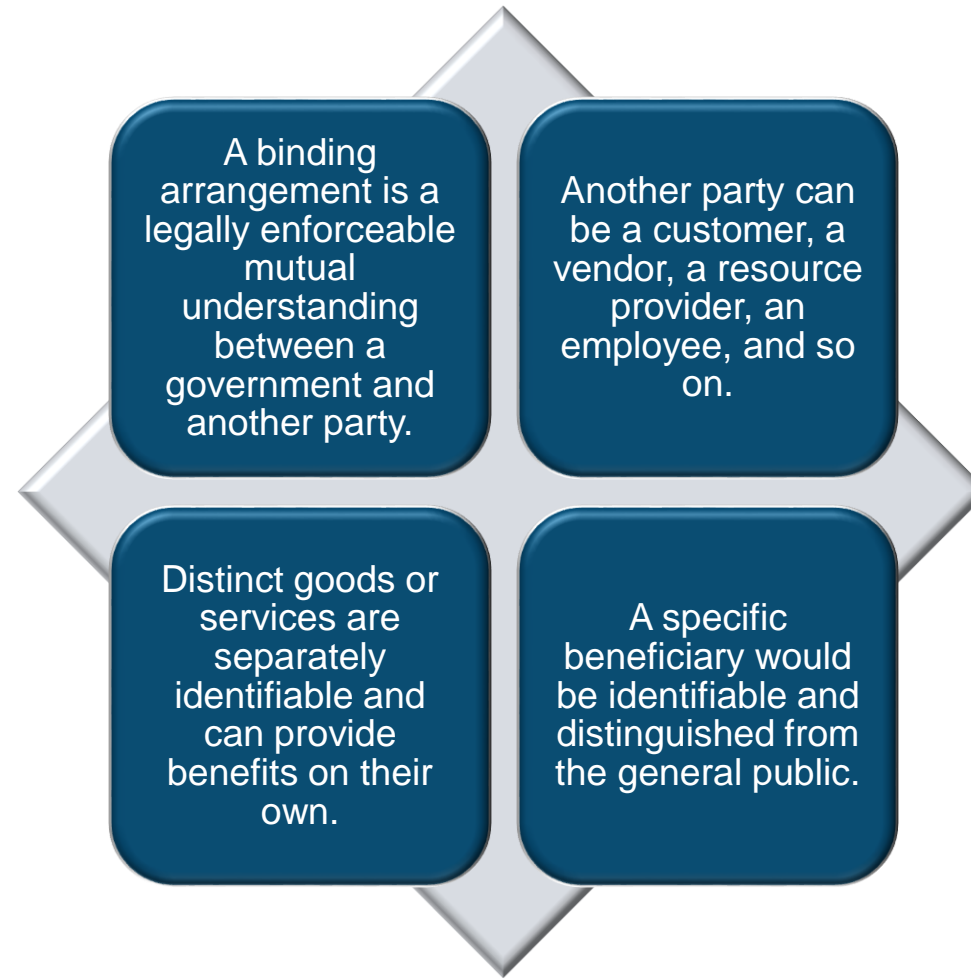 A binding
arrangement is a
legally enforceable
mutual
understanding
between a
government and
another party.
Another party can
be a customer, a
vendor, a resource
provider, an
employee, and so
on.
Distinct goods or
services are
separately
identifiable and
can provide
benefits on their
own.
A specific
beneficiary would
be identifiable and
distinguished from
the general public.